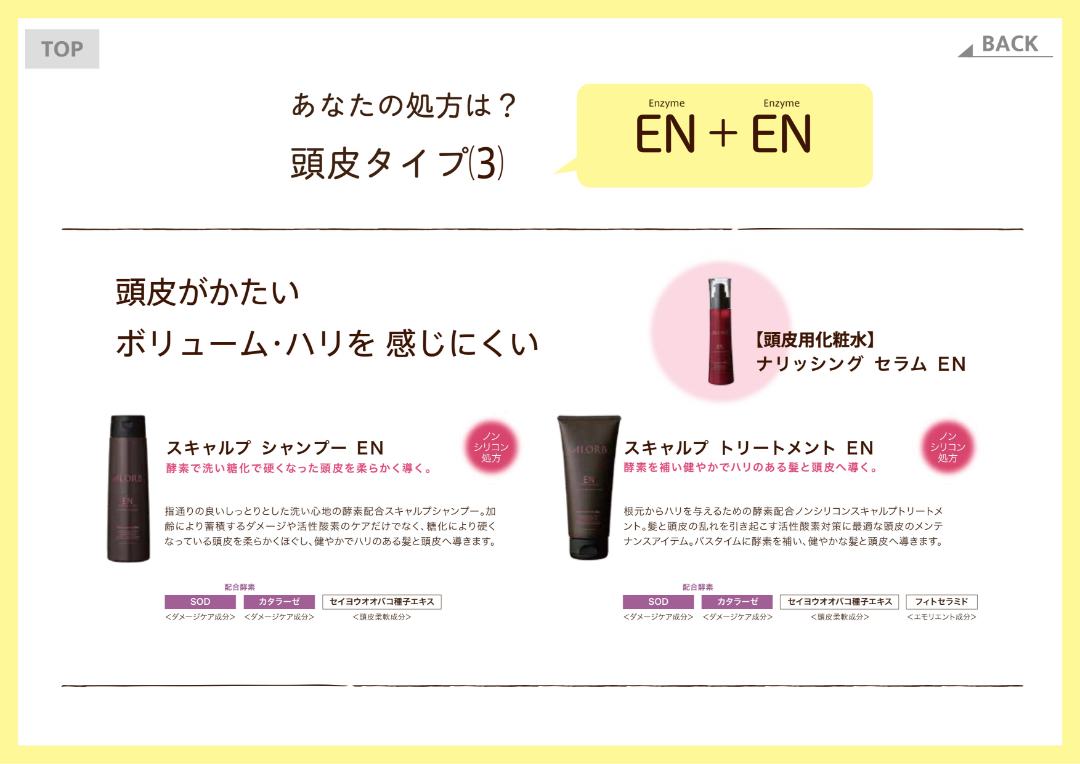 TOP
BACK
あなたの処方は？
頭皮タイプ(3)
Enzyme Enzyme
EN＋EN
頭皮がかたい
ボリューム・ハリを 感じにくい
【頭皮用化粧水】
ナリッシング セラム EN
スキャルプ シャンプー EN
酵素で洗い糖化で硬くなった頭皮を柔らかく導く。
ノン
シリコン
処方
指通りの良いしっとりとした洗い心地の酵素配合スキャルプシャンプー。加
齢により蓄積するダメージや活性酸素のケアだけでなく、糖化により硬く
なっている頭皮を柔らかくほぐし、健やかでハリのある髪と頭皮へ導きます。
配合酵素
SOD カタラーゼ セイヨウオオバコ種子エキス
＜ダメージケア成分＞ ＜ダメージケア成分＞ ＜頭皮柔軟成分＞
スキャルプ トリートメント EN
酵素を補い健やかでハリのある髪と頭皮へ導く。
ノン
シリコン
処方
根元からハリを与えるための酵素配合ノンシリコンスキャルプトリートメ
ント。髪と頭皮の乱れを引き起こす活性酸素対策に最適な頭皮のメンテ
ナンスアイテム。バスタイムに酵素を補い、健やかな髪と頭皮へ導きます。
配合酵素
SOD カタラーゼ セイヨウオオバコ種子エキス フィトセラミド
＜ダメージケア成分＞ ＜ダメージケア成分＞ ＜頭皮柔軟成分＞ ＜エモリエント成分＞